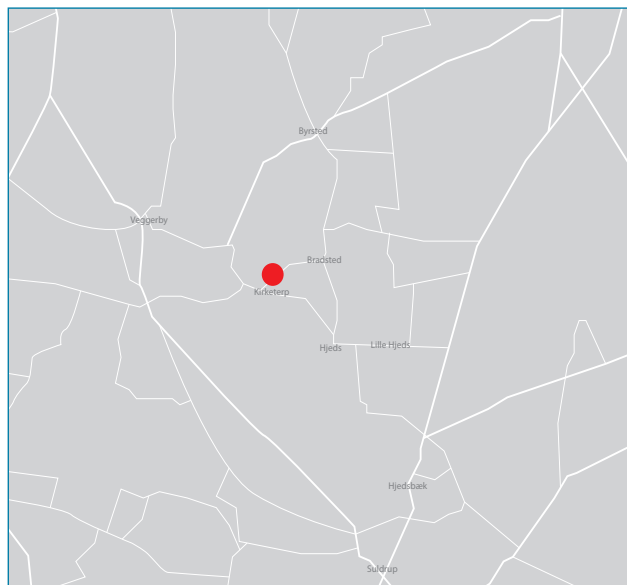 Byrsted
Veggerby
Bradsted
Kirketerp
Hjeds
Lille Hjeds
Hjedsbæk
Suldrup